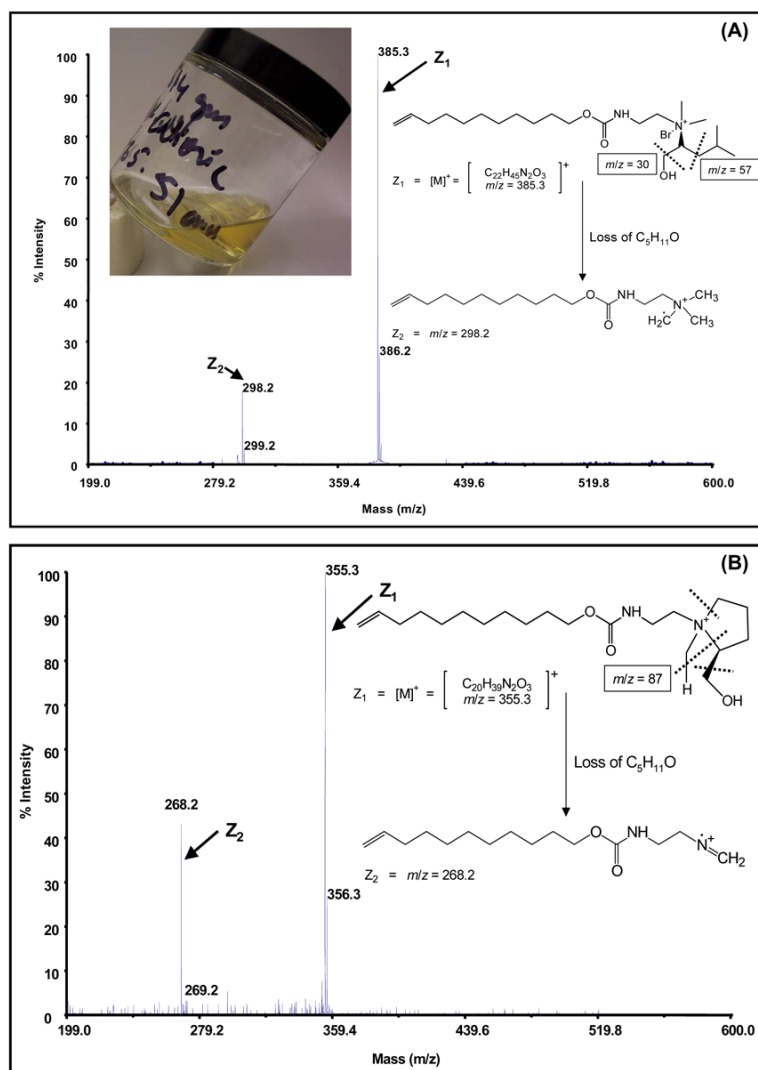 (A)
385.3
Z1
100
90
80
70
60
50
40
30
20
10
0
% Intensity
O
N
H
O
N+
Br-
OH
m/z = 30
m/z = 57
Z1 = [M]+ = [ C22H45N2O3 m/z = 385.3 ]+
Loss of C5H11O
O
NH
O
N+
CH3
H2C
CH3
Z2 = m/z = 298.2
Z2
298.2
299.2
386.2
199.0 279.2 359.4 439.6 519.8 600.0
Mass (m/z)
(B)
355.3
Z1
100
90
80
70
60
50
40
30
20
10
0
% Intensity
O
NH
O
N+
H
OH
m/z = 87
Z1 = [M]+ = [ C20H39N2O3 m/z = 355.3 ]+
Loss of C5H11O
O
NH
O
N+
CH2
Z2 = m/z = 268.2
268.2
Z2
356.3
269.2
199.0 279.2 359.4 439.6 519.8 600.0
Mass (m/z)